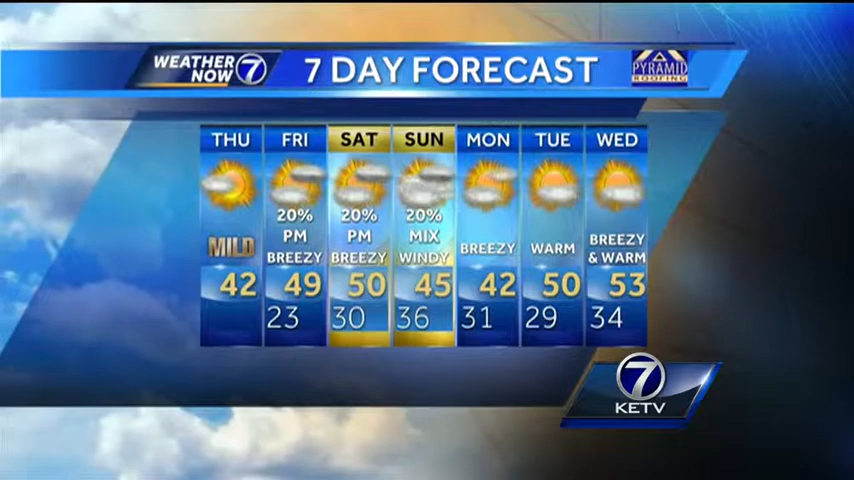 WEATHER NOW 7
7 DAY FORECAST
PYRAMID
ROOFING
THU FRI SAT SUN MON TUE WED
20% 20% 20%
PM PM MIX
MILD BREEZY BREEZY WINDY BREEZY WARM BREEZY & WARM
42 49 50 45 42 50 53
23 30 36 31 29 34
7
KETV